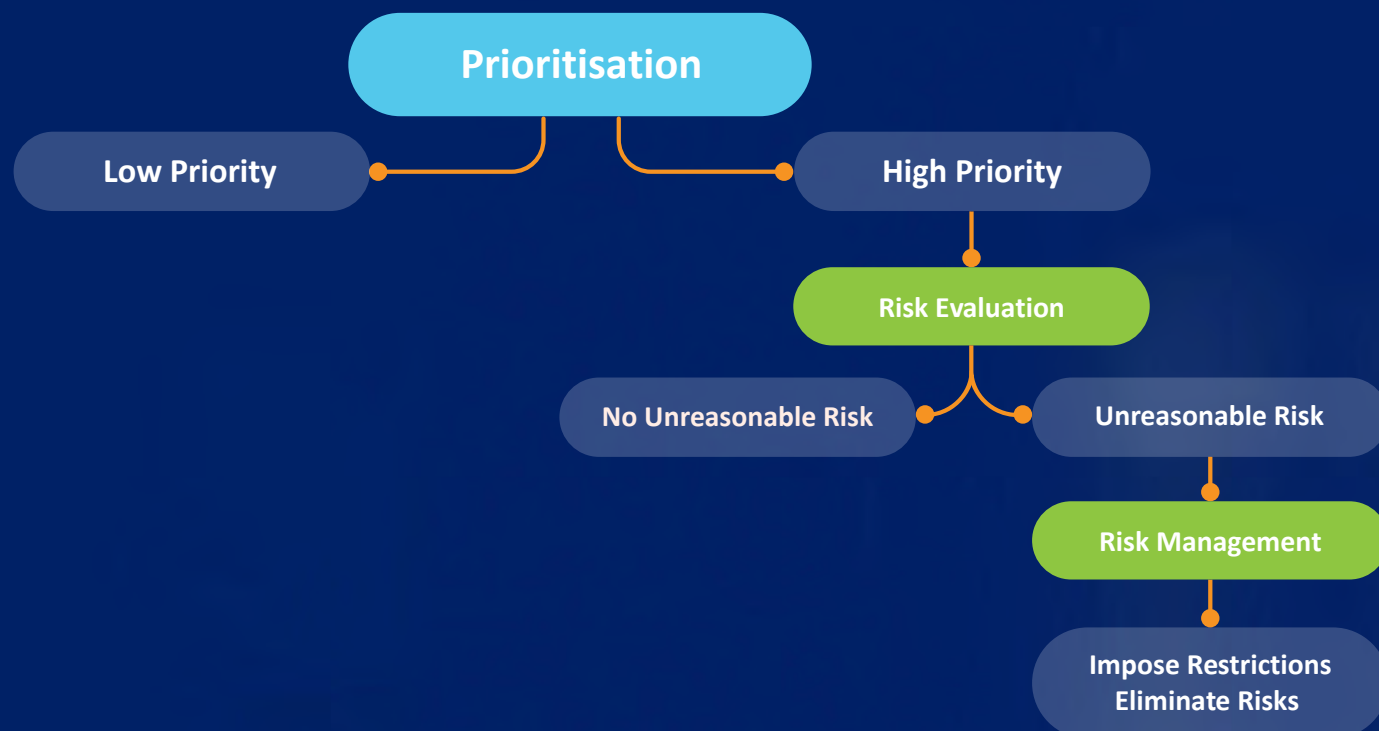 Prioritisation
Low Priority
High Priority
Risk Evaluation
No Unreasonable Risk
Unreasonable Risk
Risk Management
Impose Restrictions
Eliminate Risks